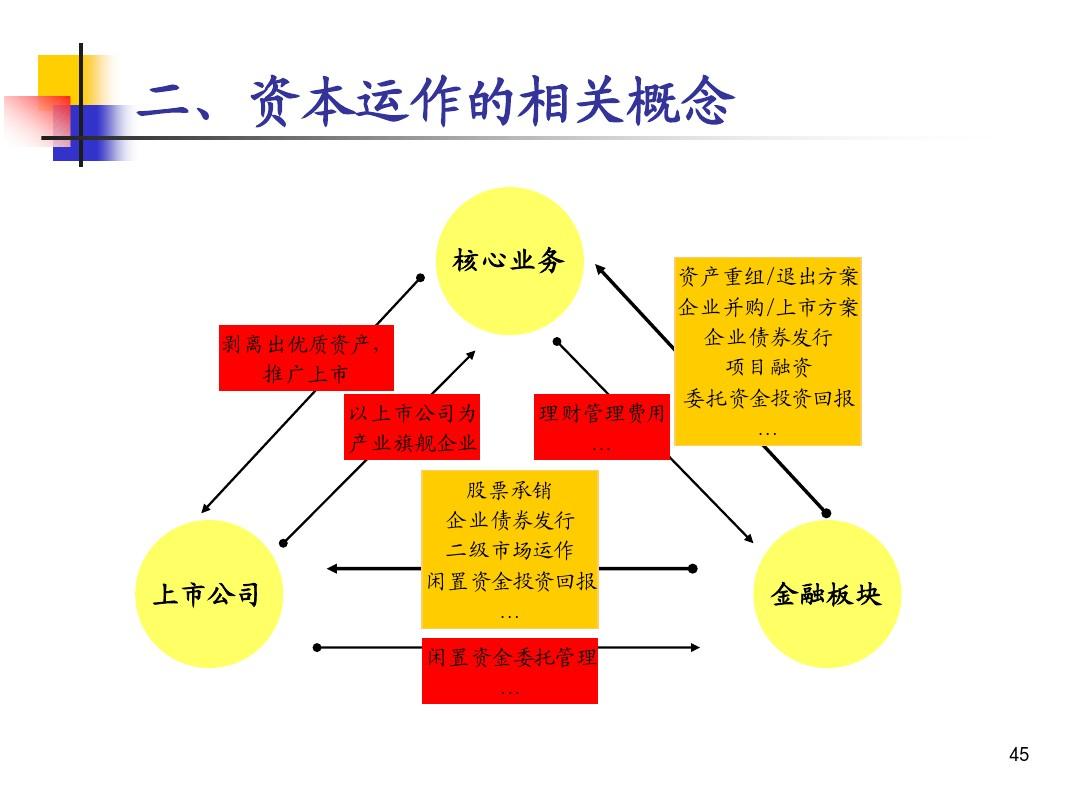 二、资本运作的相关概念
核心业务
资产重组/退出方案
企业并购/上市方案
企业债券发行
项目融资
委托资金投资回报
…
剥离出优质资产，
推广上市
以上市公司为
产业旗舰企业
理财管理费用
…
股票承销
企业债券发行
二级市场运作
闲置资金投资回报
…
上市公司
金融板块
闲置资金委托管理
…
45